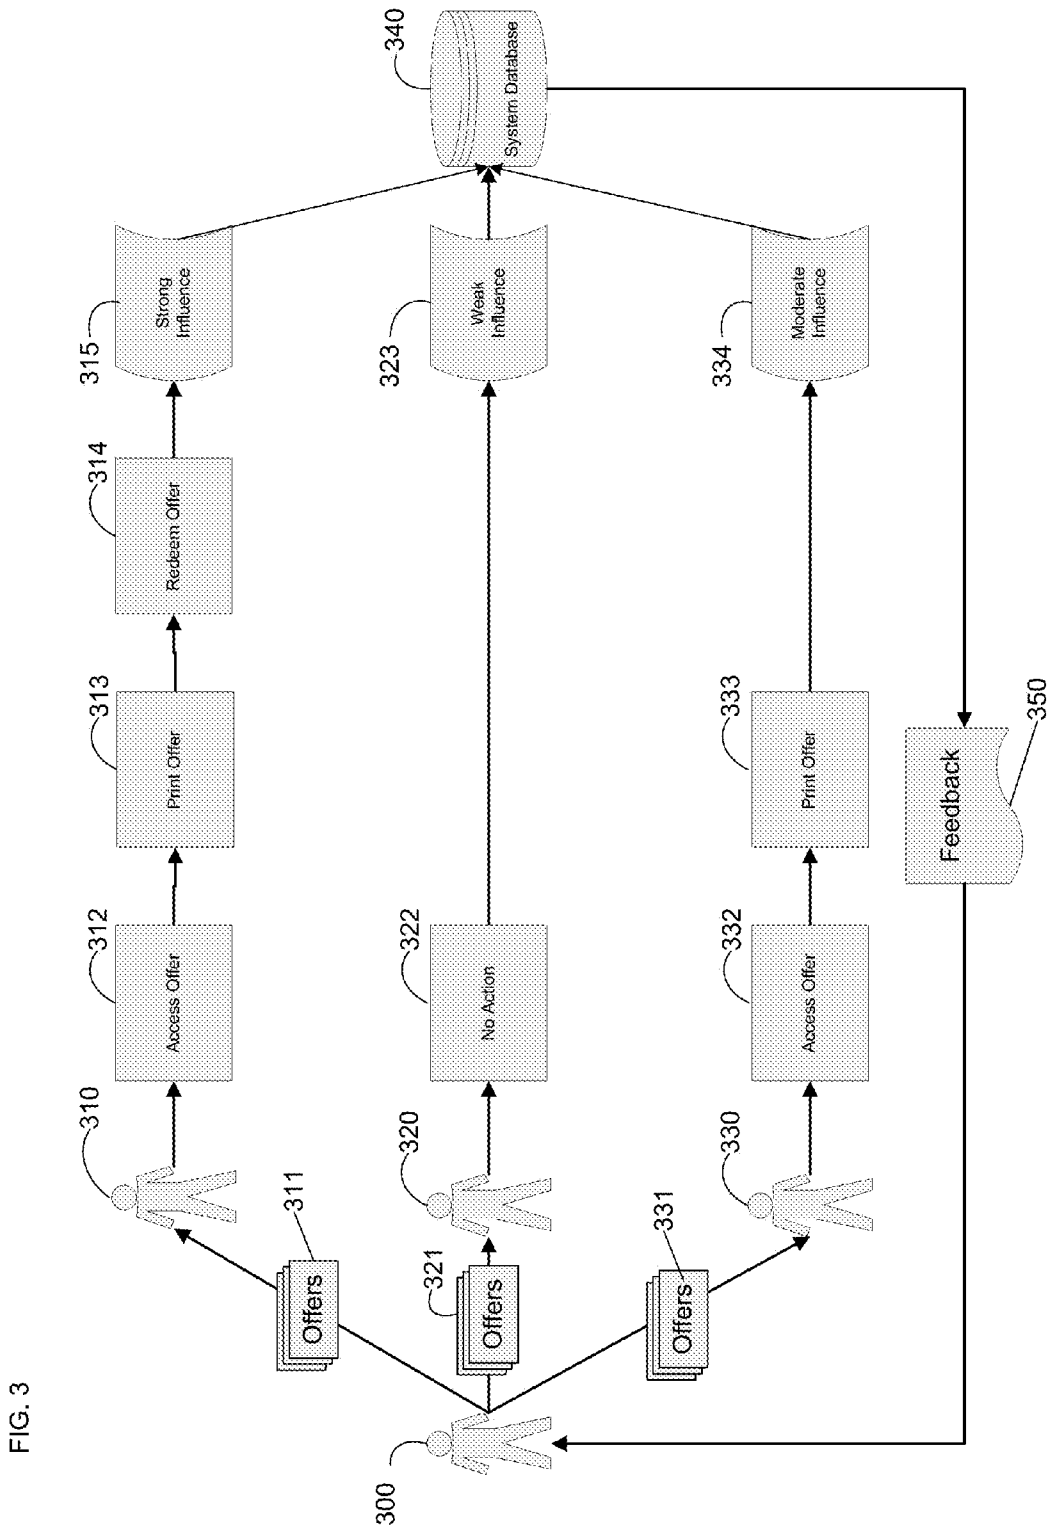 FIG. 3
300
Offers
311
Offers
321
Offers
331
310
Access Offer
312
Print Offer
313
Redeem Offer
314
Strong
Influence
315
320
No Action
322
Weak
Influence
323
System Database
340
330
Access Offer
332
Print Offer
333
Moderate
Influence
334
Feedback
350